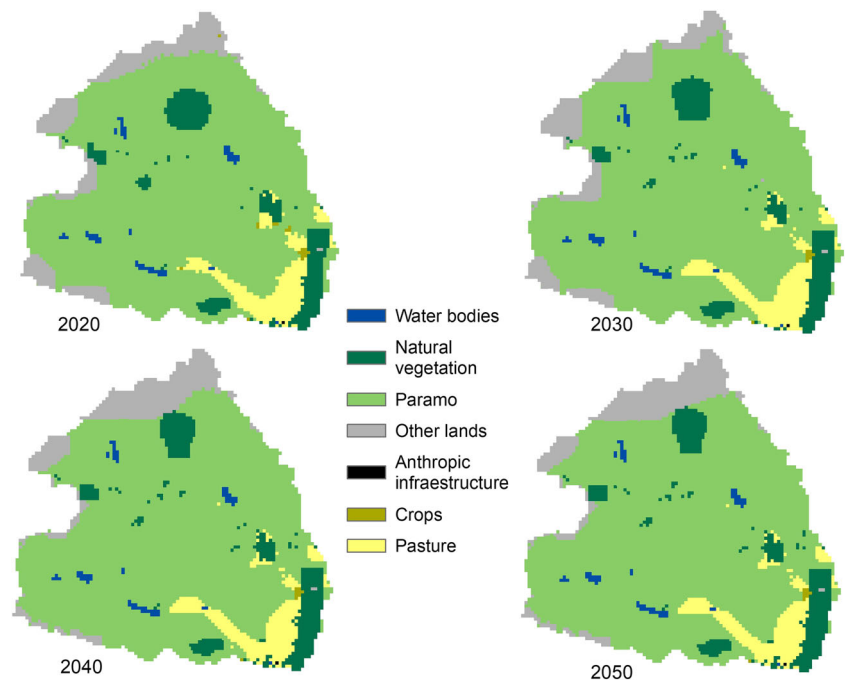 2020
2030
Water bodies
Natural
vegetation
Paramo
Other lands
Anthropic
infraestructure
Crops
Pasture
2040
2050